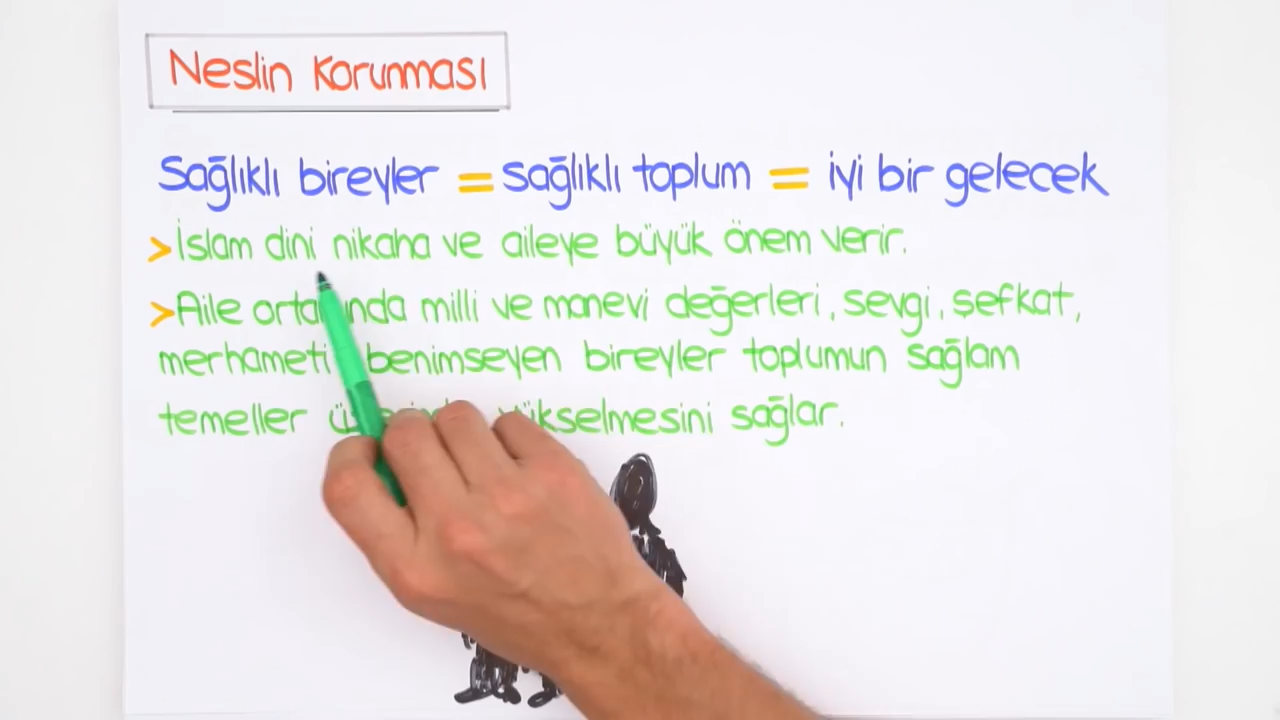 Neslin Korunması
Sağlıklı bireyler = sağlıklı toplum = iyi bir gelecek
> İslam dini nikaha ve aileye büyük önem verir.
> Aile milli ve manevi değerleri, sevgi, şefkat,
merhameti benimseyen bireyler toplumun sağlam
temeller yükselmesini sağlar.